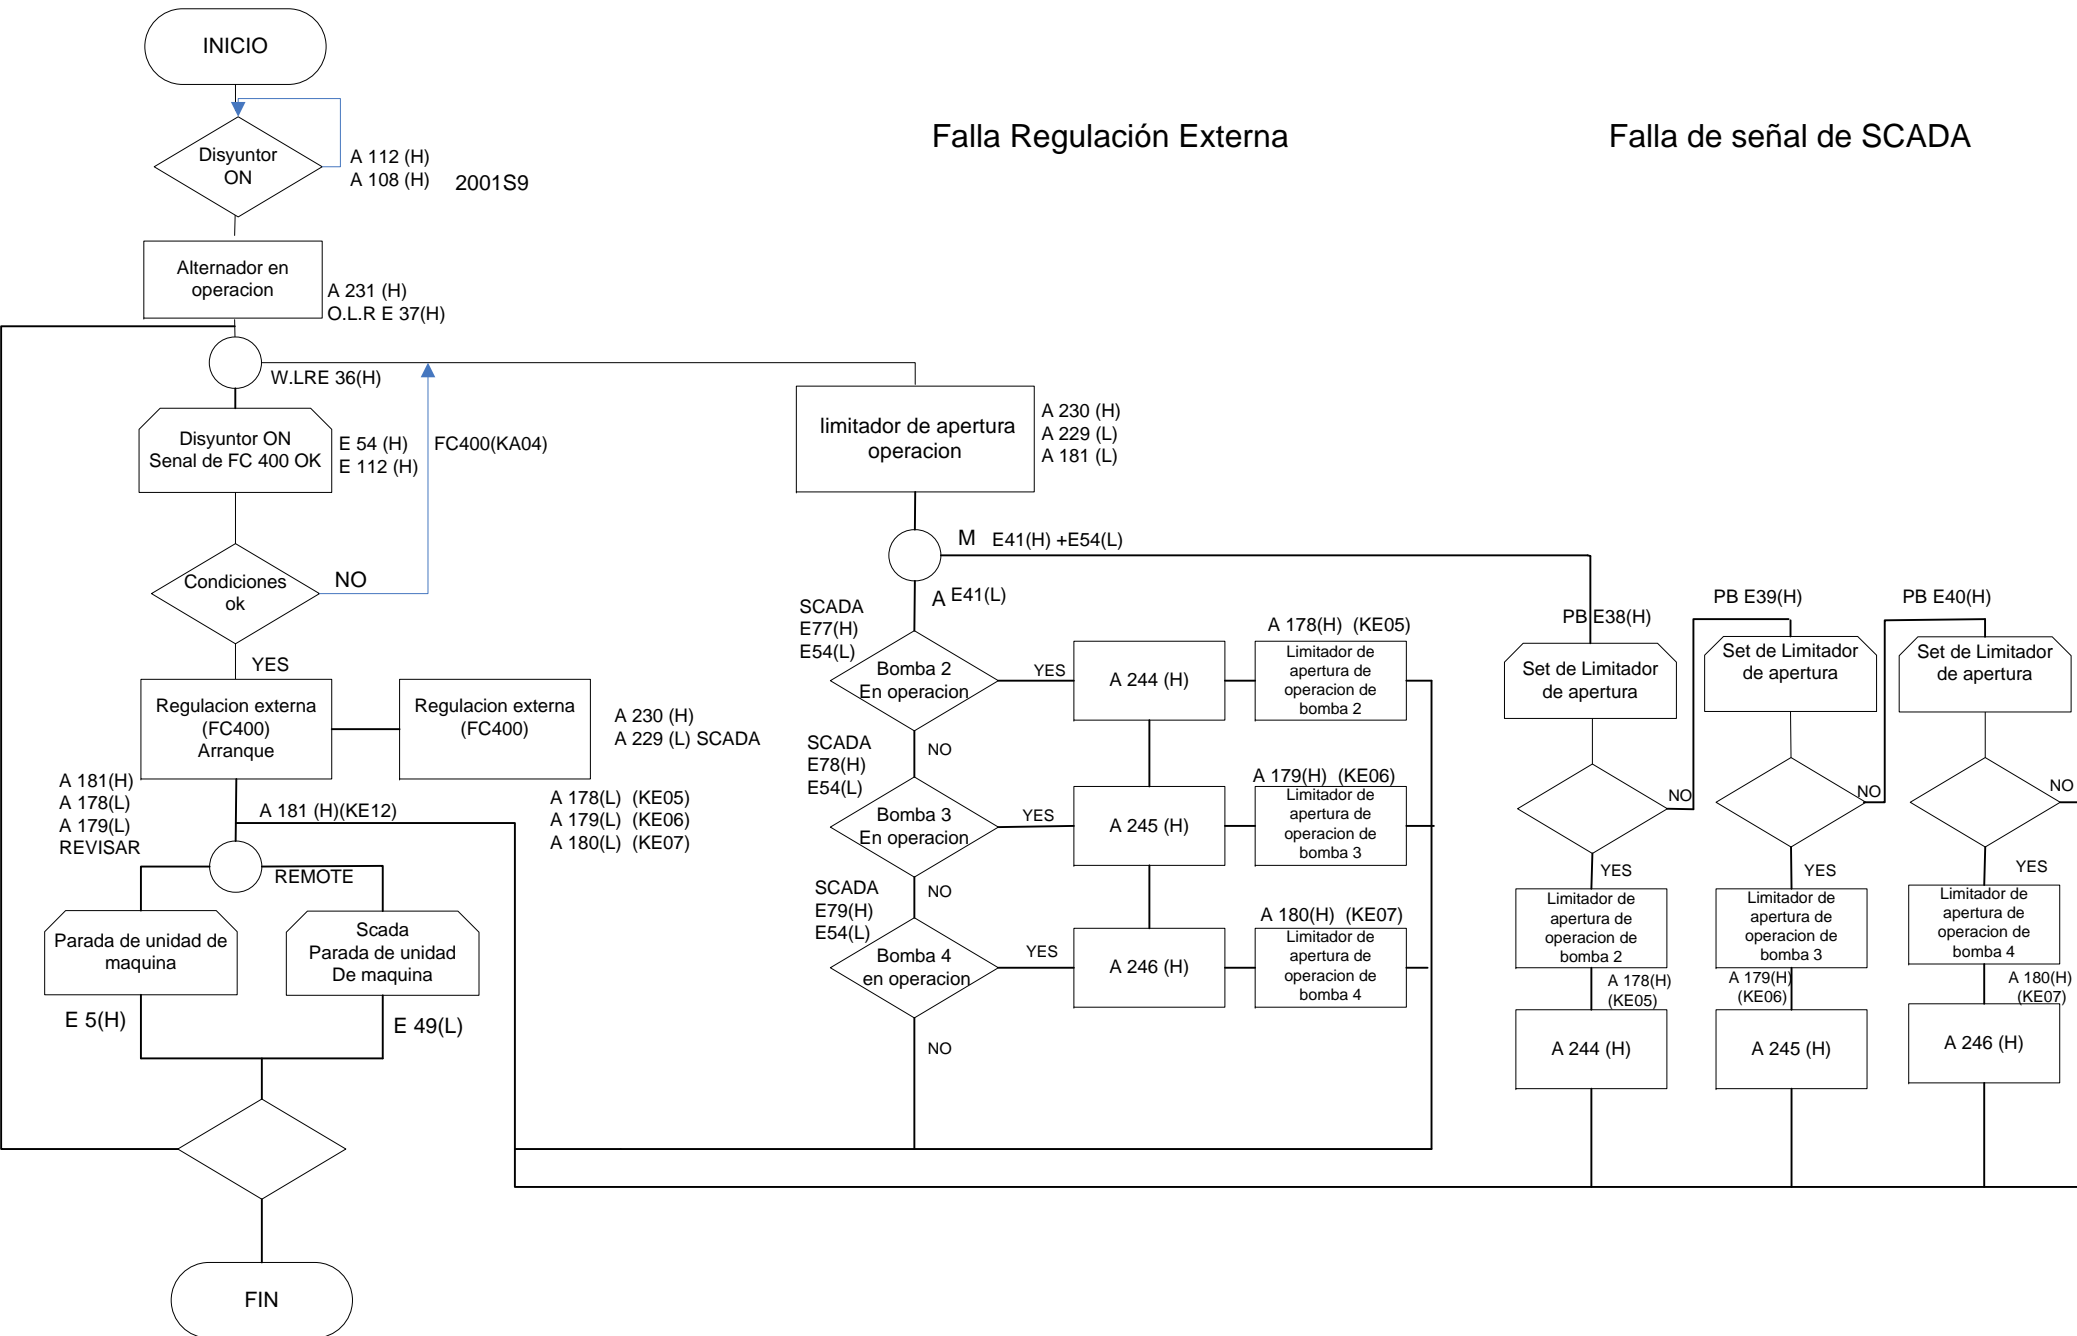 INICIO
Disyuntor
ON
A 112 (H)
A 108 (H)
2001S9
Falla Regulación Externa
Falla de señal de SCADA
Alternador en
operacion
A 231 (H)
O.L.R E 37(H)
W.LRE 36(H)
Disyuntor ON
Senal de FC 400 OK
E 54 (H)
E 112 (H)
FC400(KA04)
Condiciones
ok
NO
YES
Regulacion externa
(FC400)
Arranque
Regulacion externa
(FC400)
A 230 (H)
A 229 (L) SCADA
A 181(H)
A 178(L)
A 179(L)
REVISAR
A 181 (H)(KE12)
A 178(L) (KE05)
A 179(L) (KE06)
A 180(L) (KE07)
REMOTE
Parada de unidad de
maquina
Scada
Parada de unidad
De maquina
E 5(H)
E 49(L)
FIN
limitador de apertura
operacion
A 230 (H)
A 229 (L)
A 181 (L)
M E41(H) +E54(L)
A E41(L)
SCADA
E77(H)
E54(L)
Bomba 2
En operacion
YES
A 244 (H)
A 178(H) (KE05)
Limitador de
apertura de
operacion de
bomba 2
NO
SCADA
E78(H)
E54(L)
Bomba 3
En operacion
YES
A 245 (H)
A 179(H) (KE06)
Limitador de
apertura de
operacion de
bomba 3
NO
SCADA
E79(H)
E54(L)
Bomba 4
en operacion
YES
A 246 (H)
A 180(H) (KE07)
Limitador de
apertura de
operacion de
bomba 4
NO
PB E38(H)
Set de Limitador
de apertura
NO
YES
Limitador de
apertura de
operacion de
bomba 2
A 178(H)
(KE05)
A 244 (H)
PB E39(H)
Set de Limitador
de apertura
NO
YES
Limitador de
apertura de
operacion de
bomba 3
A 179(H)
(KE06)
A 245 (H)
PB E40(H)
Set de Limitador
de apertura
NO
YES
Limitador de
apertura de
operacion de
bomba 4
A 180(H)
(KE07)
A 246 (H)